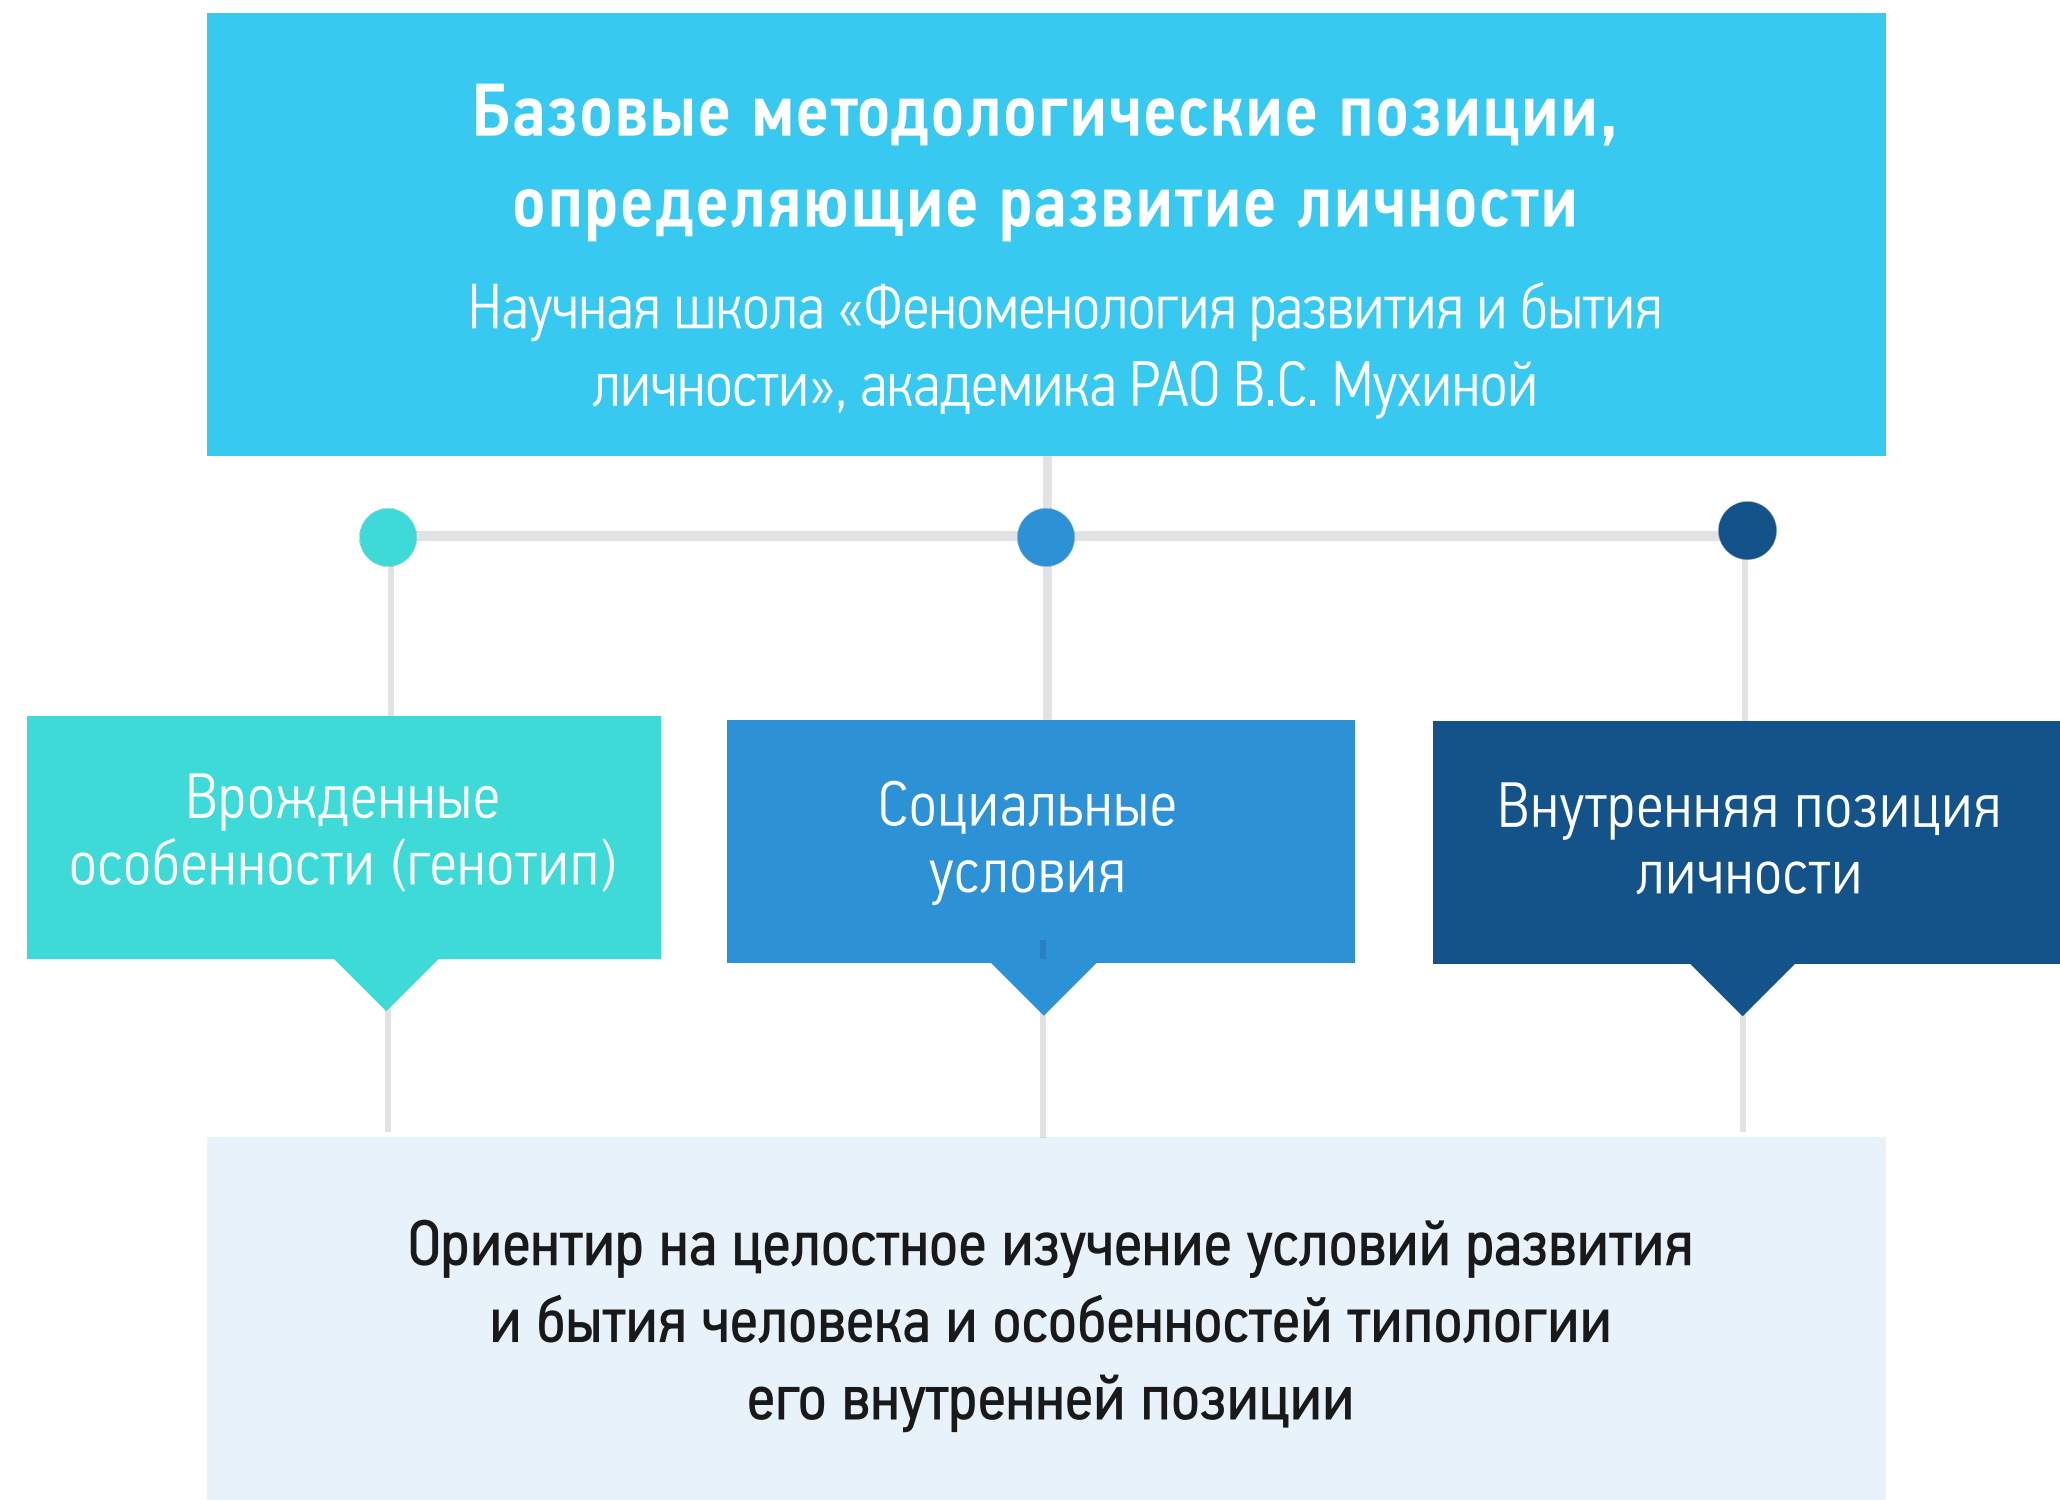 Базовые методологические позиции,
определяющие развитие личности
Научная школа «Феноменология развития и бытия
личности», академика РАО В.С. Мухиной
Врожденные
особенности (генотип)
Социальные
условия
Внутренняя позиция
личности
Ориентир на целостное изучение условий развития
и бытия человека и особенностей типологии
его внутренней позиции